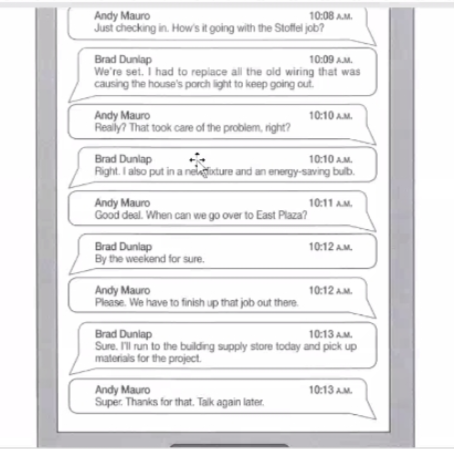 Andy Mauro 10:08 A.M.
Just checking in. How's it going with the Stoffel job?
Brad Dunlap 10:09 A.M.
We're set. I had to replace all the old wiring that was
causing the house's porch light to keep going out.
Andy Mauro 10:10 A.M.
Really? That took care of the problem, right?
Brad Dunlap 10:10 A.M.
Right. I also put in a new fixture and an energy-saving bulb.
Andy Mauro 10:11 A.M.
Good deal. When can we go over to East Plaza?
Brad Dunlap 10:12 A.M.
By the weekend for sure.
Andy Mauro 10:12 A.M.
Please. We have to finish up that job out there.
Brad Dunlap 10:13 A.M.
Sure. I'll run to the building supply store today and pick up
materials for the project.
Andy Mauro 10:13 A.M.
Super. Thanks for that. Talk again later.